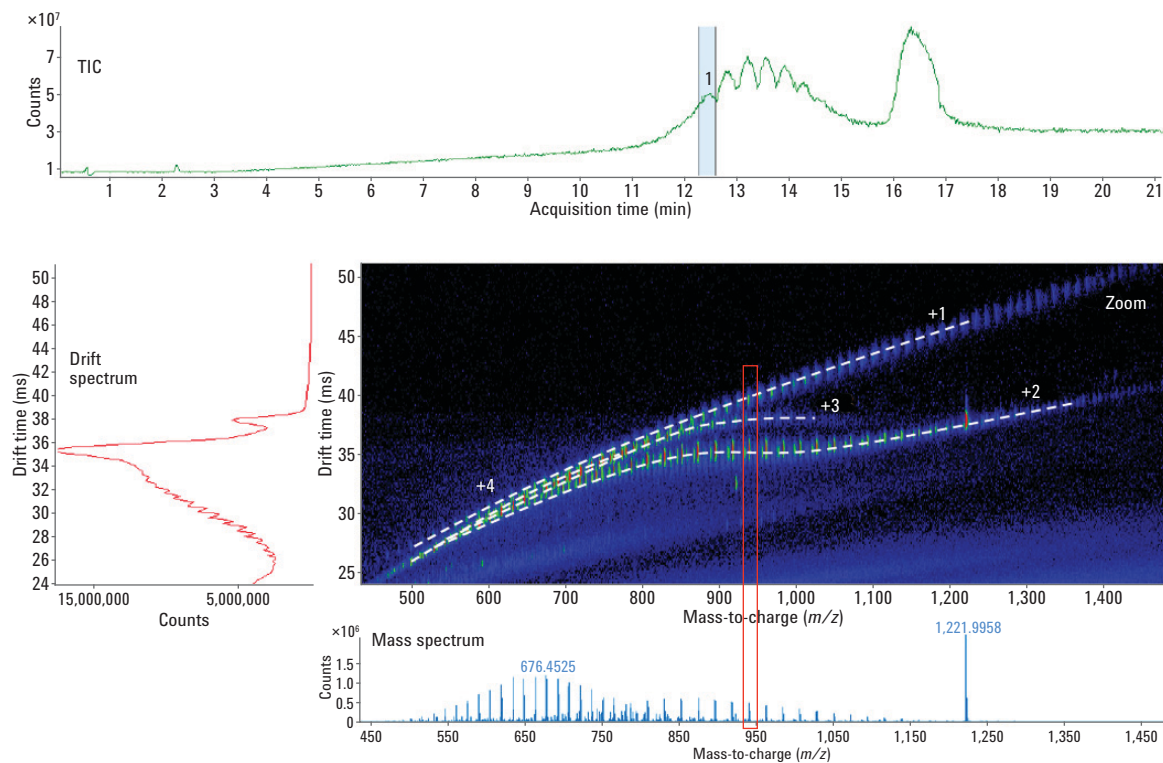 ×10⁷
7
5
3
1
Counts
TIC
1
1 2 3 4 5 6 7 8 9 10 11 12 13 14 15 16 17 18 19 20 21
Acquisition time (min)
50
48
46
44
42
40
38
36
34
32
30
28
26
24
Drift time (ms)
Drift
spectrum
15,000,000 5,000,000
Counts
50
45
40
35
30
25
Drift time (ms)
Zoom
+1
+2
+3
+4
500 600 700 800 900 1,000 1,100 1,200 1,300 1,400
Mass-to-charge (m/z)
×10⁶
Mass spectrum
1.5
1.0
0.5
0
Counts
676.4525
1,221.9958
450 550 650 750 850 950 1,050 1,150 1,250 1,350 1,450
Mass-to-charge (m/z)